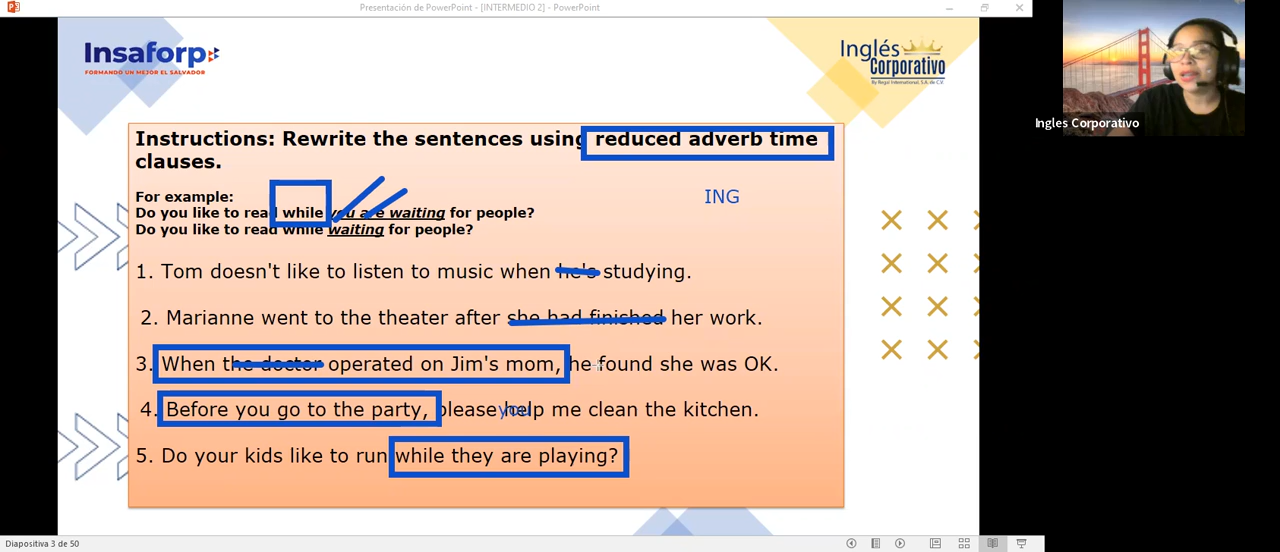 Presentación de PowerPoint - [INTERMEDIO 2] - PowerPoint
Insaforp
FORMANDO UN MEJOR EL SALVADOR
Inglés
Corporativo
By Regal International, S.A. de C.V.
Ingles Corporativo
Instructions: Rewrite the sentences using reduced adverb time
clauses.
For example:
ING
Do you like to read while you are waiting for people?
Do you like to read while waiting for people?
1. Tom doesn't like to listen to music when he's studying.
2. Marianne went to the theater after she had finished her work.
3. When the doctor operated on Jim's mom, he found she was OK.
4. Before you go to the party, please help me clean the kitchen.
you
5. Do your kids like to run while they are playing?
Diapositiva 3 de 50